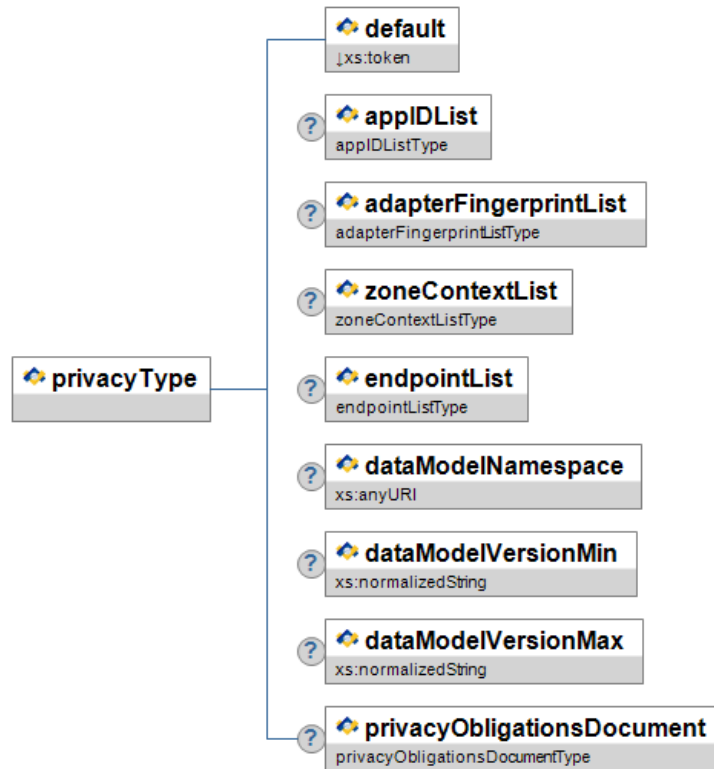 default
↓xs:token
?
appIDList
appIDListType
?
adapterFingerprintList
adapterFingerprintListType
?
zoneContextList
zoneContextListType
privacyType
?
endpointList
endpointListType
?
dataModelNamespace
xs:anyURI
?
dataModelVersionMin
xs:normalizedString
?
dataModelVersionMax
xs:normalizedString
?
privacyObligationsDocument
privacyObligationsDocumentType